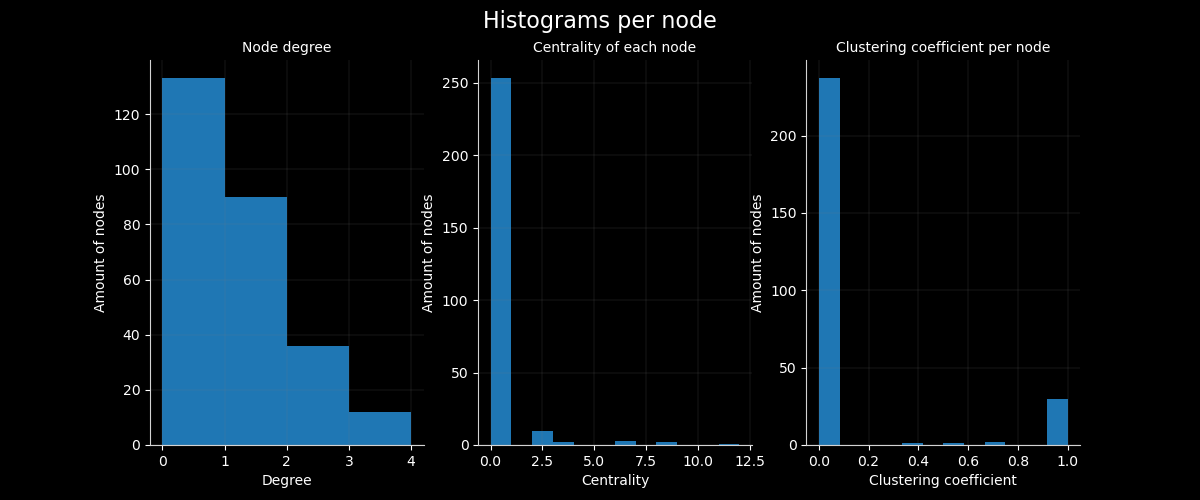 Histograms per node
Node degree
Amount of nodes
120
100
80
60
40
20
0
0 1 2 3 4
Degree
Centrality of each node
Amount of nodes
250
200
150
100
50
0
0.0 2.5 5.0 7.5 10.0 12.5
Centrality
Clustering coefficient per node
Amount of nodes
200
150
100
50
0
0.0 0.2 0.4 0.6 0.8 1.0
Clustering coefficient